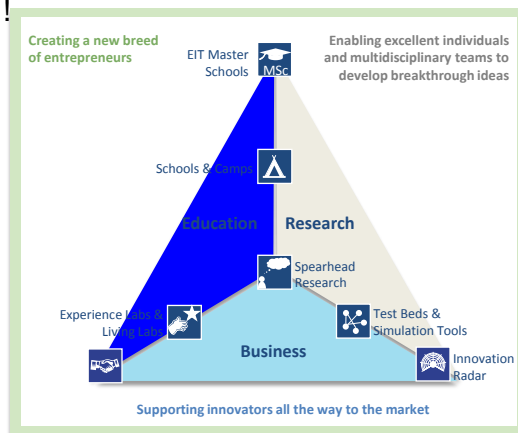 !
Creating a new breed
of entrepreneurs
Enabling excellent individuals
and multidisciplinary teams to
develop breakthrough ideas
EIT Master
Schools
MSc
Schools & Camps
Education
Research
Spearhead
Research
Experience Labs &
Living Labs
Test Beds &
Simulation Tools
Business
Innovation
Radar
Supporting innovators all the way to the market